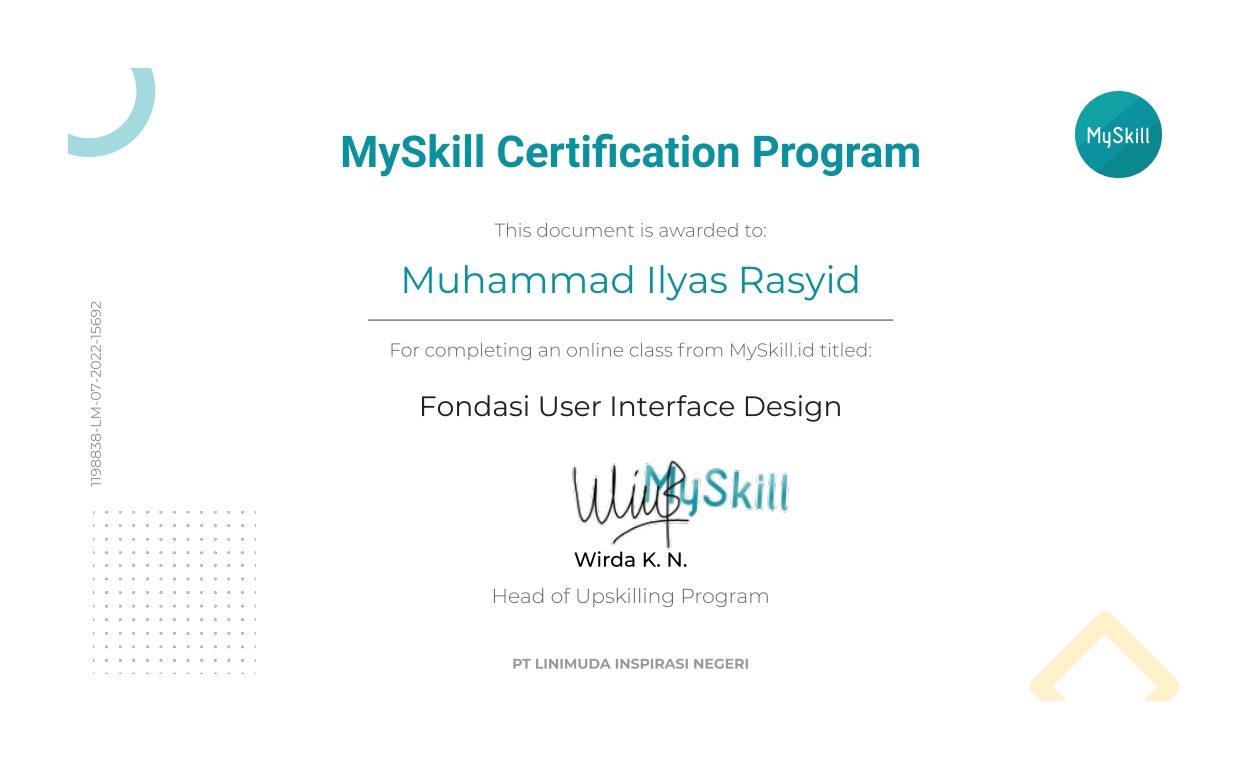 MySkill
MySkill Certification Program
This document is awarded to:
Muhammad Ilyas Rasyid
For completing an online class from MySkill.id titled:
1198838-LM-07-2022-15692
Fondasi User Interface Design
MySkill
Wirda K. N.
Head of Upskilling Program
PT LINIMUDA INSPIRASI NEGERI